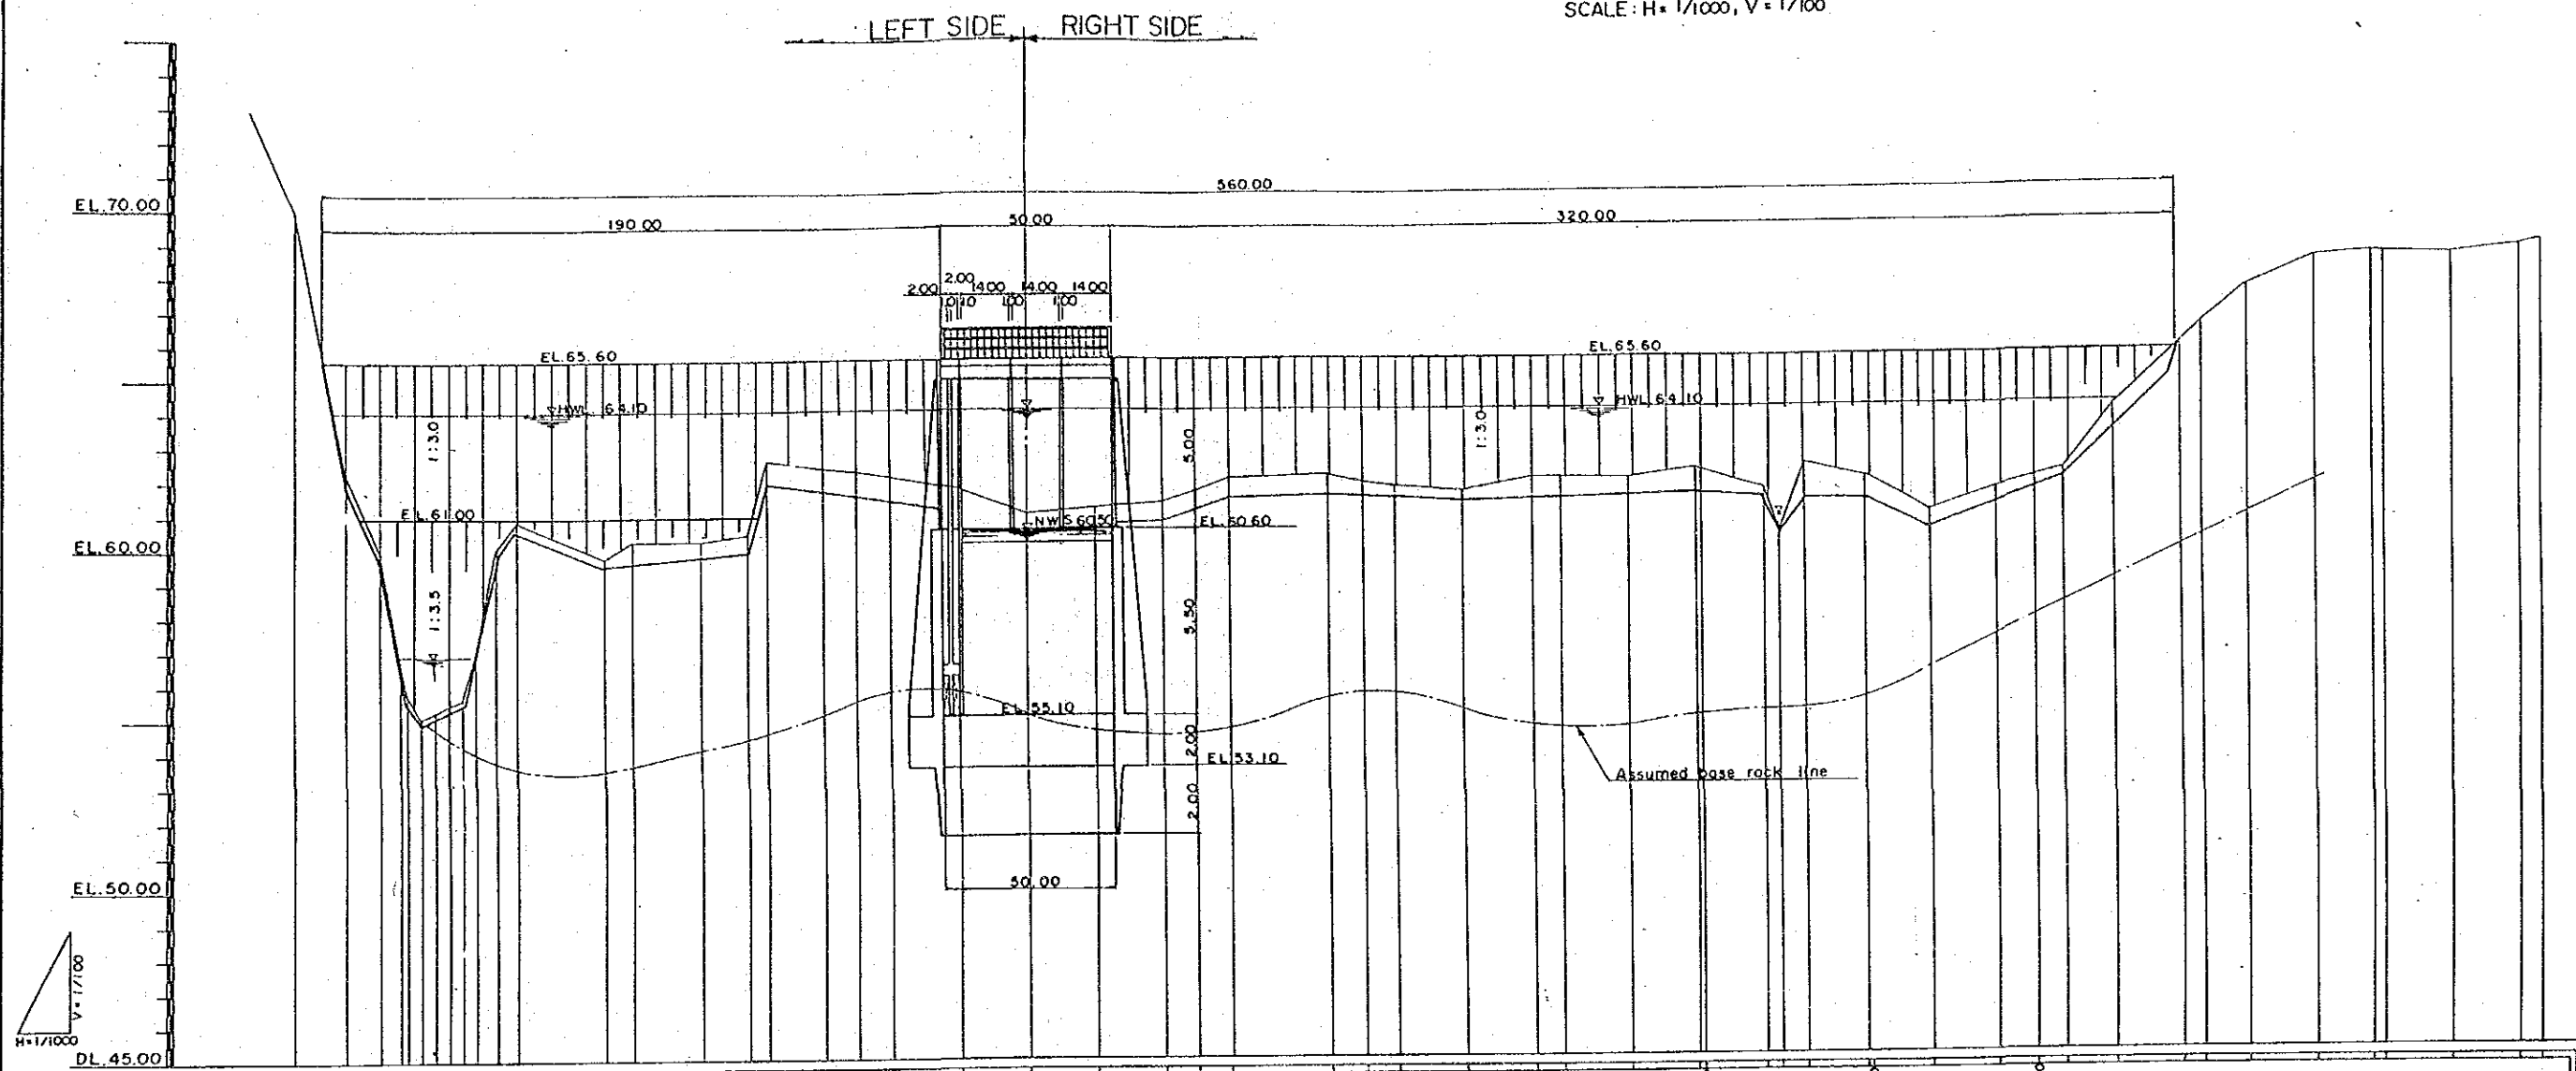 SCALE: H = 1/1000, V = 1/100
LEFT SIDE RIGHT SIDE
560.00
EL.70.00
190.00 50.00 320.00
2.00 2.00 14.00 14.00 14.00
1.00 1.00
EL.65.60 EL.65.60
HWL 64.10 HWL 64.10
1:3.0 5.00 1:3.0
EL.61.00 NWS 60.50 EL.60.60
EL.60.00
1:3.5 5.50
EL.55.10
2.00 EL.53.10
Assumed base rock line
2.00
EL.50.00 50.00
V = 1/100
H=1/1000
DL.45.00